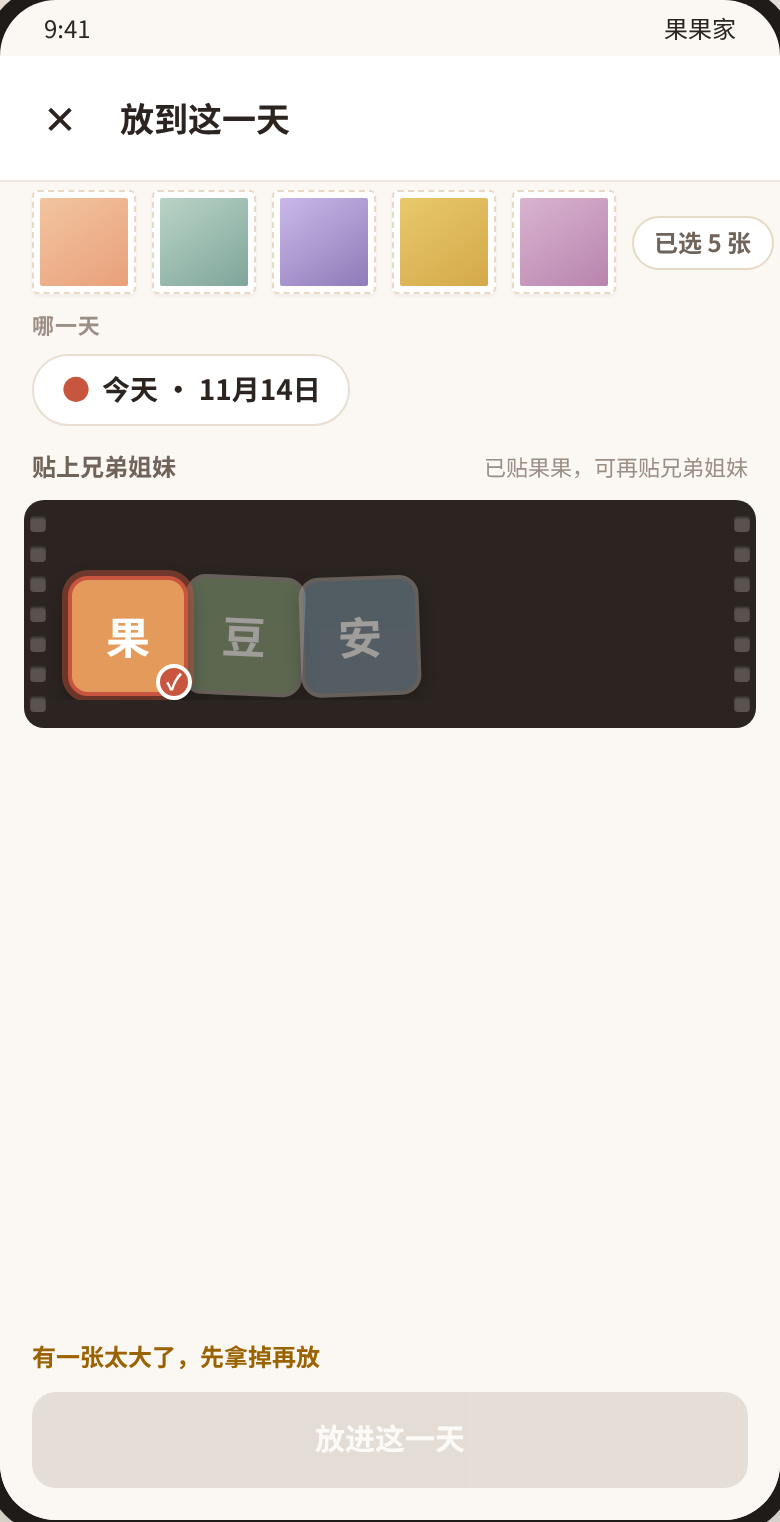 9:41
果果家
✕ 放到这一天
已选 5 张
哪一天
今天 · 11月14日
贴上兄弟姐妹
已贴果果，可再贴兄弟姐妹
果
豆
安
✓
有一张太大了，先拿掉再放
放进这一天